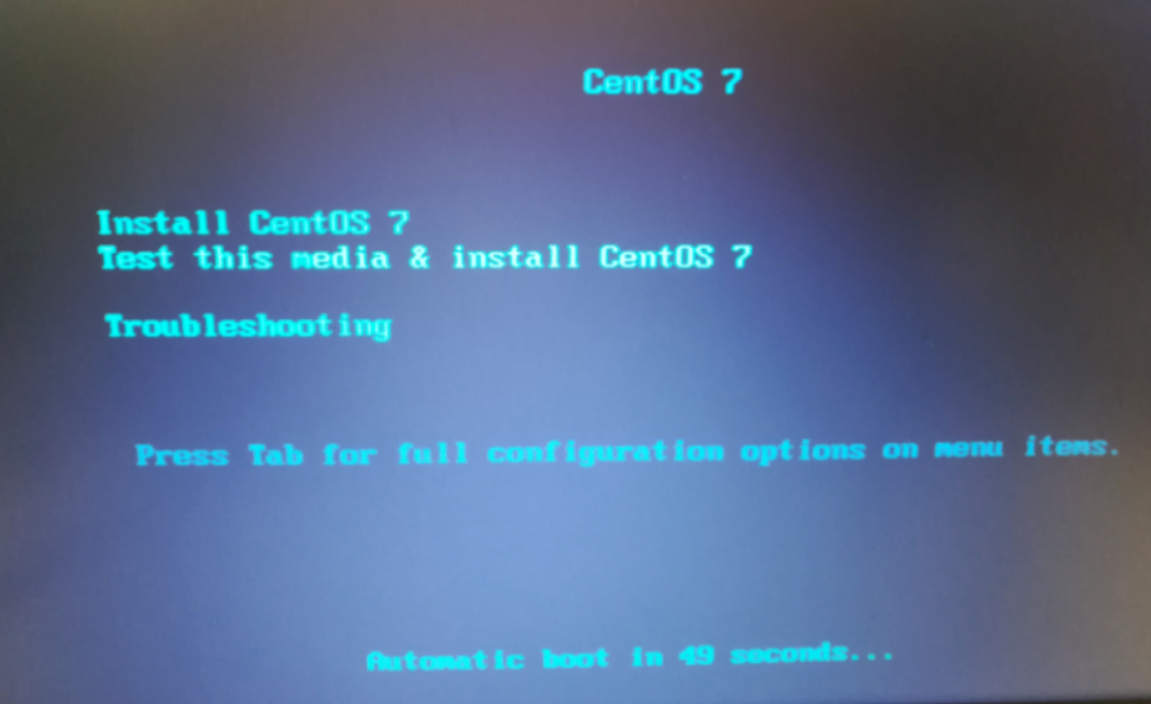 CentOS 7
Install CentOS 7
Test this media & install CentOS 7
Troubleshooting
Press Tab for full configuration options on menu items.
Automatic boot in 49 seconds...